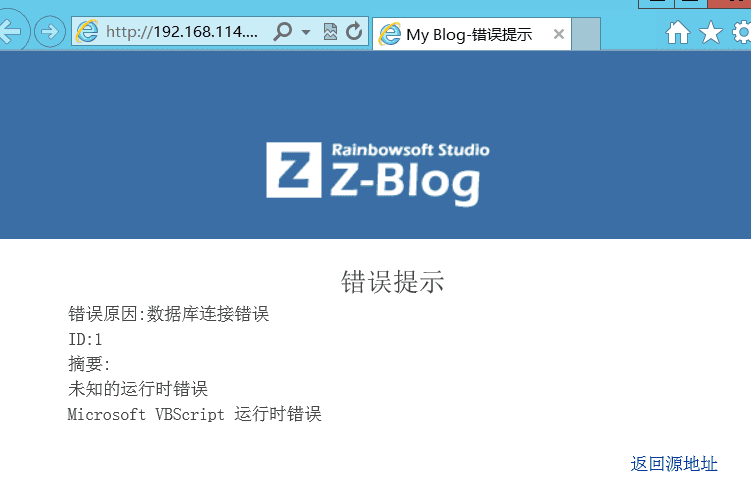 http://192.168.114....
My Blog-错误提示
Rainbowsoft Studio
Z Z-Blog
错误提示
错误原因:数据库连接错误
ID:1
摘要:
未知的运行时错误
Microsoft VBScript 运行时错误
返回源地址